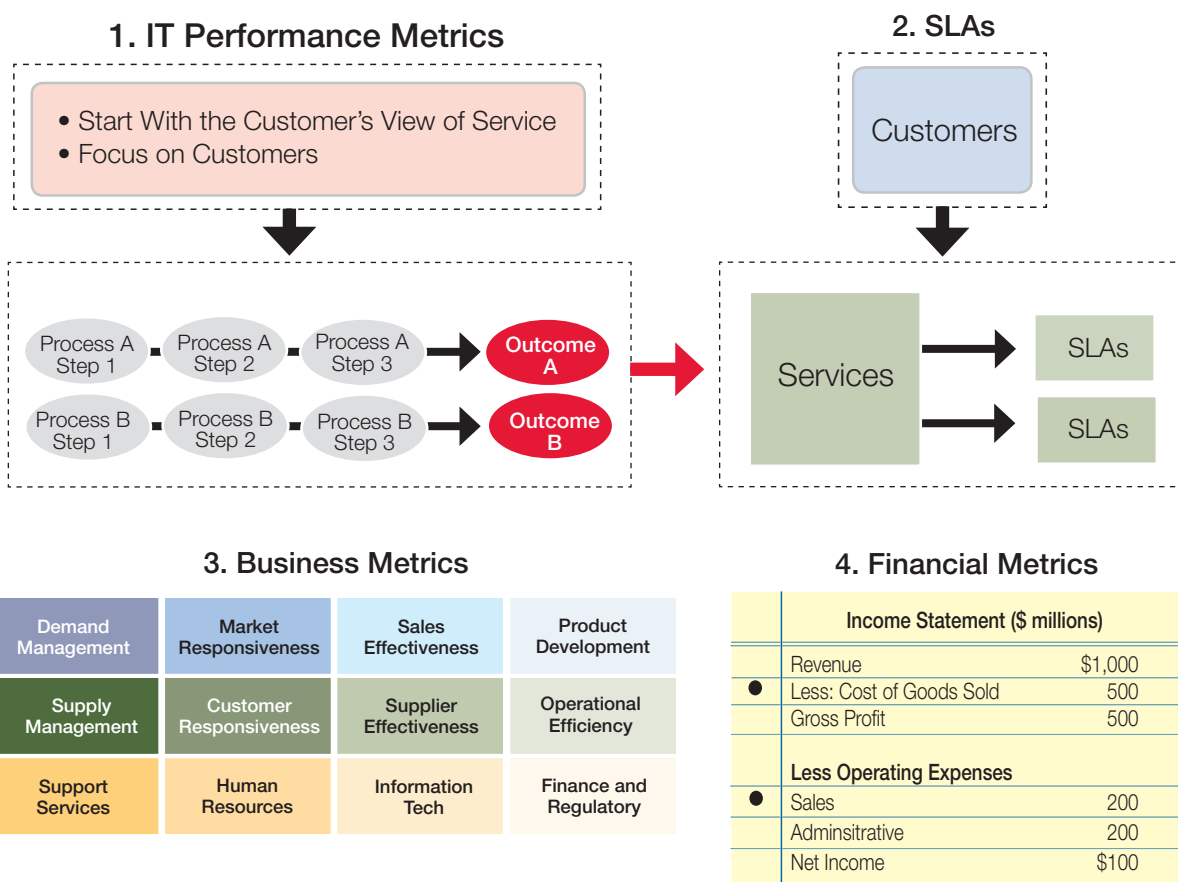 1. IT Performance Metrics
• Start With the Customer's View of Service
• Focus on Customers
Process A
Step 1
Process A
Step 2
Process A
Step 3
Outcome
A
Process B
Step 1
Process B
Step 2
Process B
Step 3
Outcome
B
2. SLAs
Customers
Services
SLAs
SLAs
3. Business Metrics
Demand
Management
Market
Responsiveness
Sales
Effectiveness
Product
Development
Supply
Management
Customer
Responsiveness
Supplier
Effectiveness
Operational
Efficiency
Support
Services
Human
Resources
Information
Tech
Finance and
Regulatory
4. Financial Metrics
Income Statement ($ millions)
Revenue $1,000
Less: Cost of Goods Sold 500
Gross Profit 500
Less Operating Expenses
Sales 200
Adminsitrative 200
Net Income $100